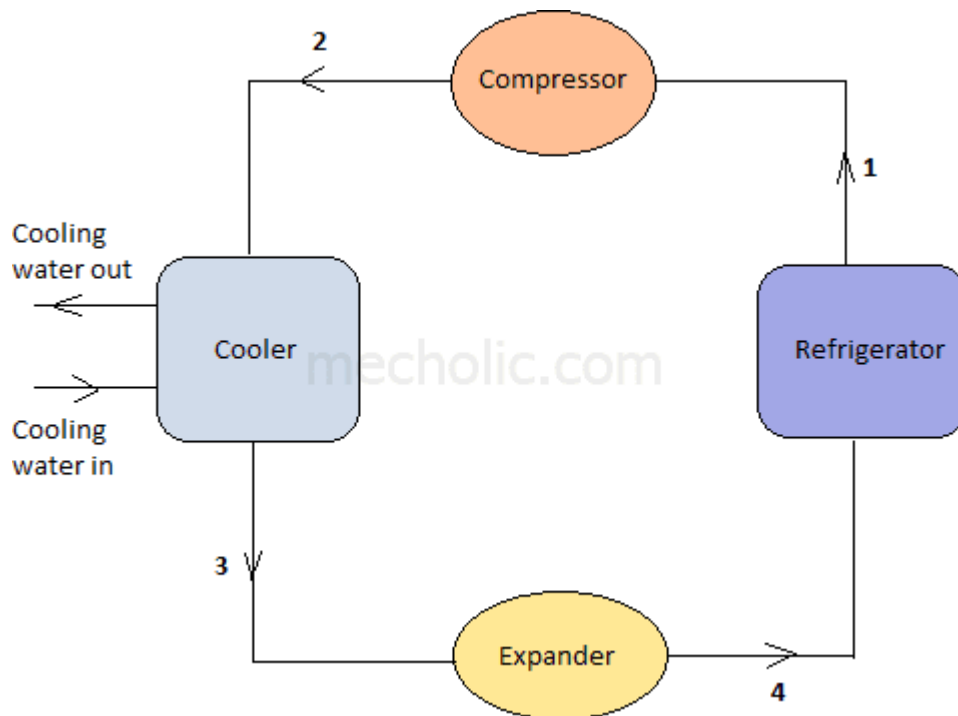 2
Compressor
1
Cooling
water out
Cooler
mecholic.com
Refrigerator
Cooling
water in
3
Expander
4